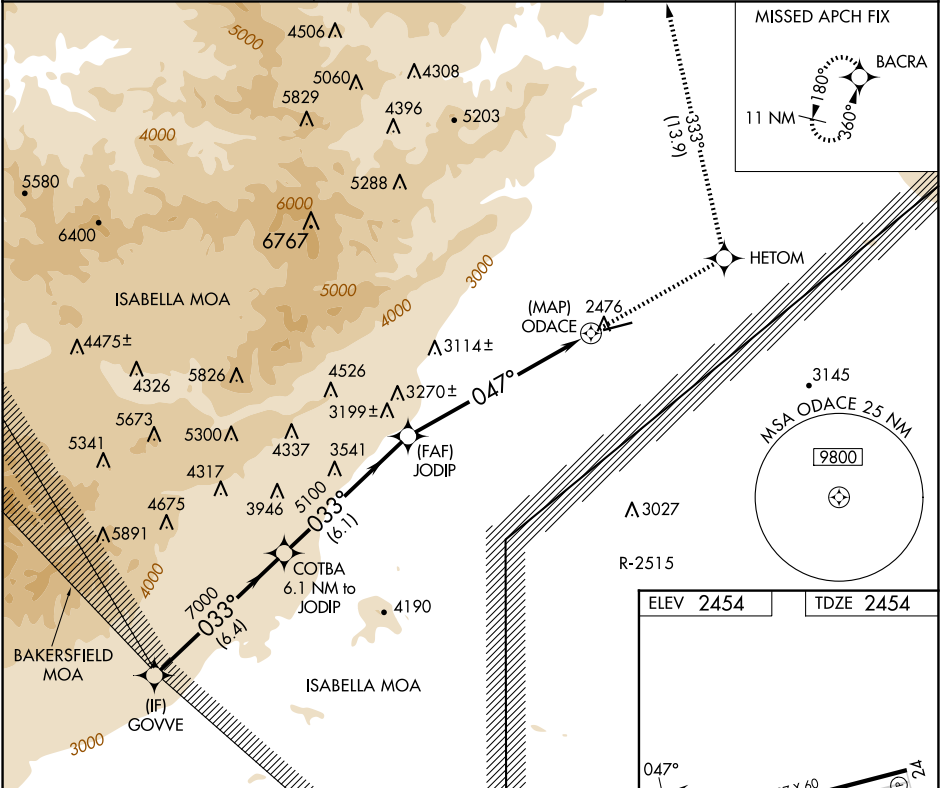 5000
4506
5060
4308
5829
4396
5203
4000
5288
5580
6400
6000
6767
333°
(13.9)
MISSED APCH FIX
BACRA
180°
11 NM
360°
HETOM
3000
5000
4000
ISABELLA MOA
(MAP)
ODACE
2476
4475±
4326
5826
4526
3114±
3270±
3199±
047°
3145
MSA ODACE 25 NM
9800
5673
5341
5300
4337
3541
(FAF)
JODIP
4317
3946
5100
033°
(6.1)
4675
5891
3027
R-2515
COTBA
6.1 NM to
JODIP
4190
4000
7000
033°
(6.4)
BAKERSFIELD
MOA
ISABELLA MOA
(IF)
GOVVE
3000
ELEV 2454
TDZE 2454
047°
X 60
24
P